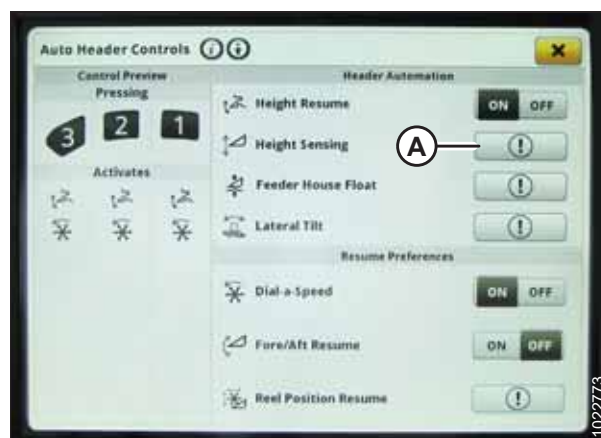 Auto Header Controls
Control Preview
Pressing
3 2 1
Activates
Header Automation
Height Resume ON OFF
Height Sensing
A
Feeder House Float
Lateral Tilt
Resume Preferences
Dial-a-Speed ON OFF
Fore/Aft Resume ON OFF
Reel Position Resume
1022773